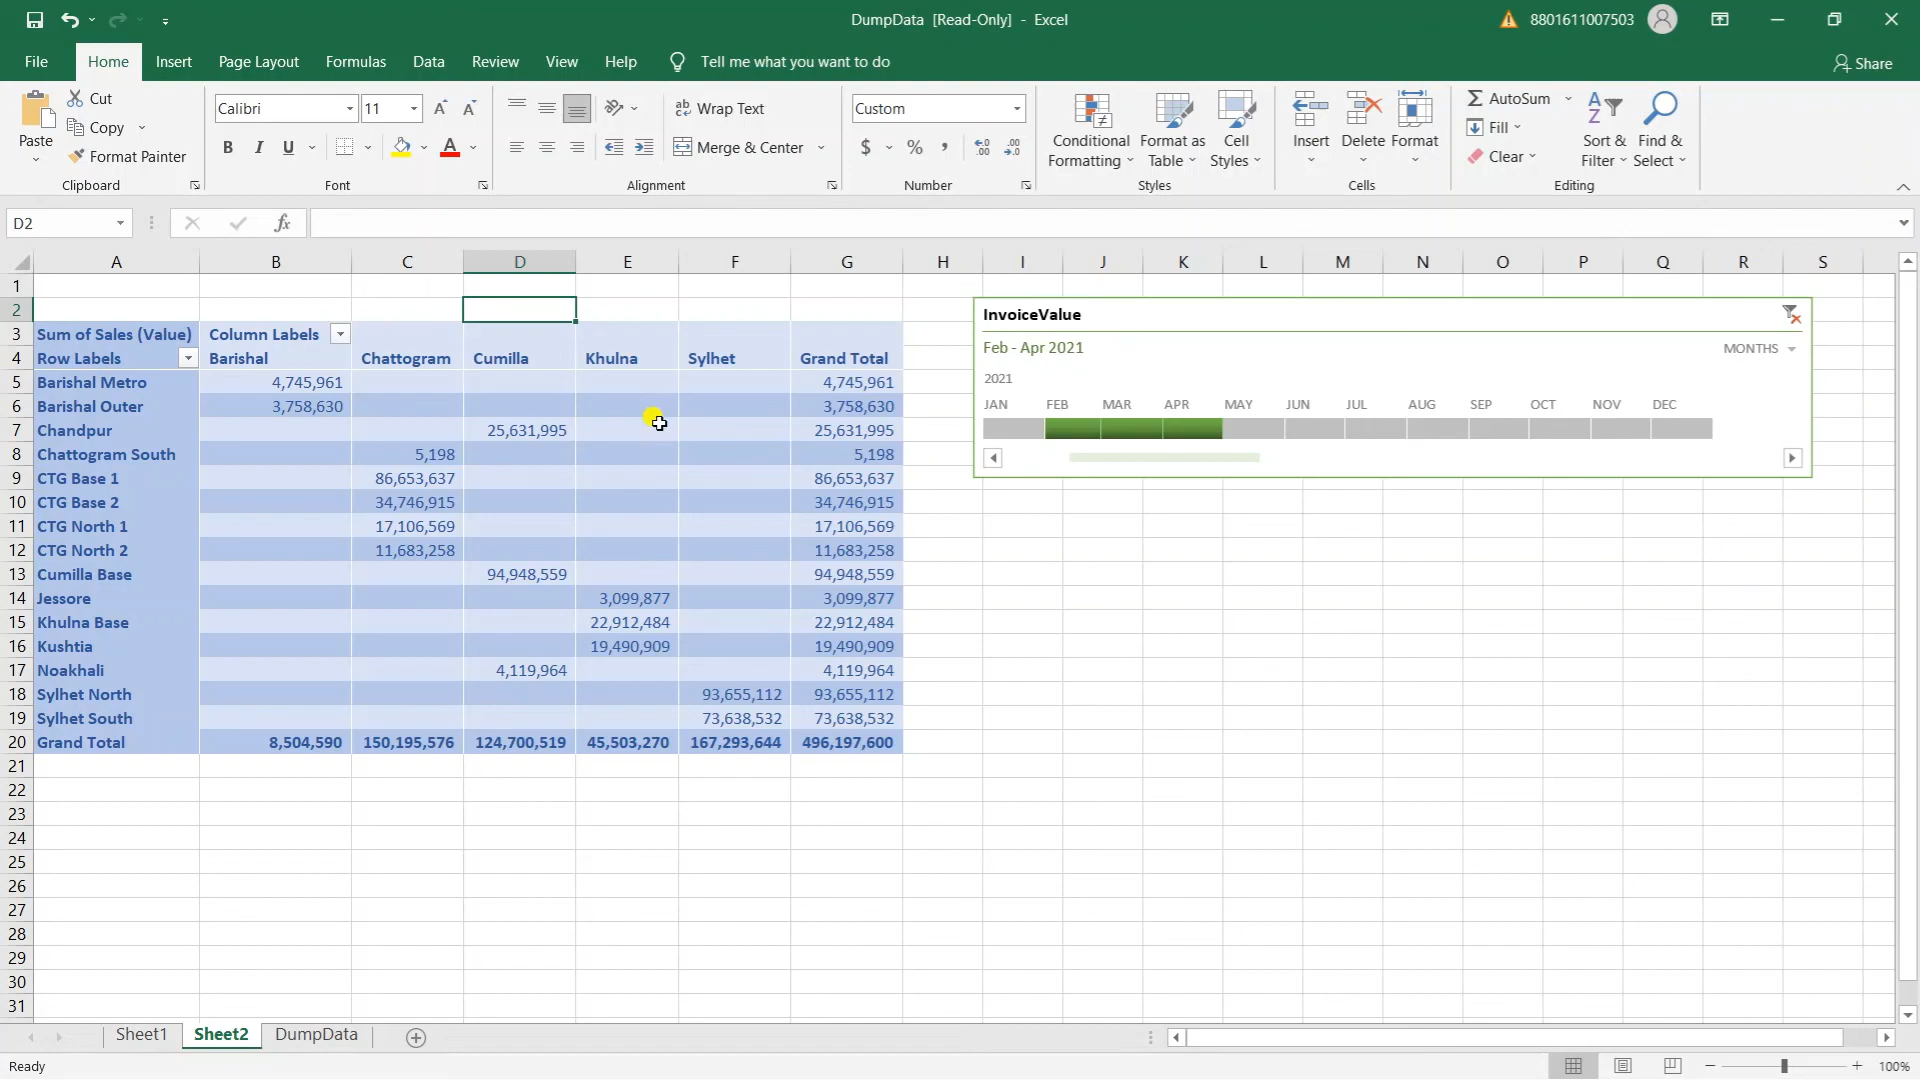 DumpData [Read-Only] - Excel
8801611007503
File Home Insert Page Layout Formulas Data Review View Help Tell me what you want to do Share
Paste
Cut
Copy
Format Painter
Clipboard
Calibri 11
B I U
Font
Wrap Text
Merge & Center
Alignment
Custom
$ % ,
Number
Conditional Formatting
Format as Table
Cell Styles
Styles
Insert Delete Format
Cells
AutoSum
Fill
Clear
Sort & Filter
Find & Select
Editing
D2 fx
A B C D E F G H I J K L M N O P Q R S
1
2
3 Sum of Sales (Value) Column Labels
4 Row Labels Barishal Chattogram Cumilla Khulna Sylhet Grand Total
5 Barishal Metro 4,745,961 4,745,961
6 Barishal Outer 3,758,630 3,758,630
7 Chandpur 25,631,995 25,631,995
8 Chattogram South 5,198 5,198
9 CTG Base 1 86,653,637 86,653,637
10 CTG Base 2 34,746,915 34,746,915
11 CTG North 1 17,106,569 17,106,569
12 CTG North 2 11,683,258 11,683,258
13 Cumilla Base 94,948,559 94,948,559
14 Jessore 3,099,877 3,099,877
15 Khulna Base 22,912,484 22,912,484
16 Kushtia 19,490,909 19,490,909
17 Noakhali 4,119,964 4,119,964
18 Sylhet North 93,655,112 93,655,112
19 Sylhet South 73,638,532 73,638,532
20 Grand Total 8,504,590 150,195,576 124,700,519 45,503,270 167,293,644 496,197,600
21
22
23
24
25
26
27
28
29
30
31
InvoiceValue
Feb - Apr 2021 MONTHS
2021
JAN FEB MAR APR MAY JUN JUL AUG SEP OCT NOV DEC
Sheet1 Sheet2 DumpData
Ready 100%